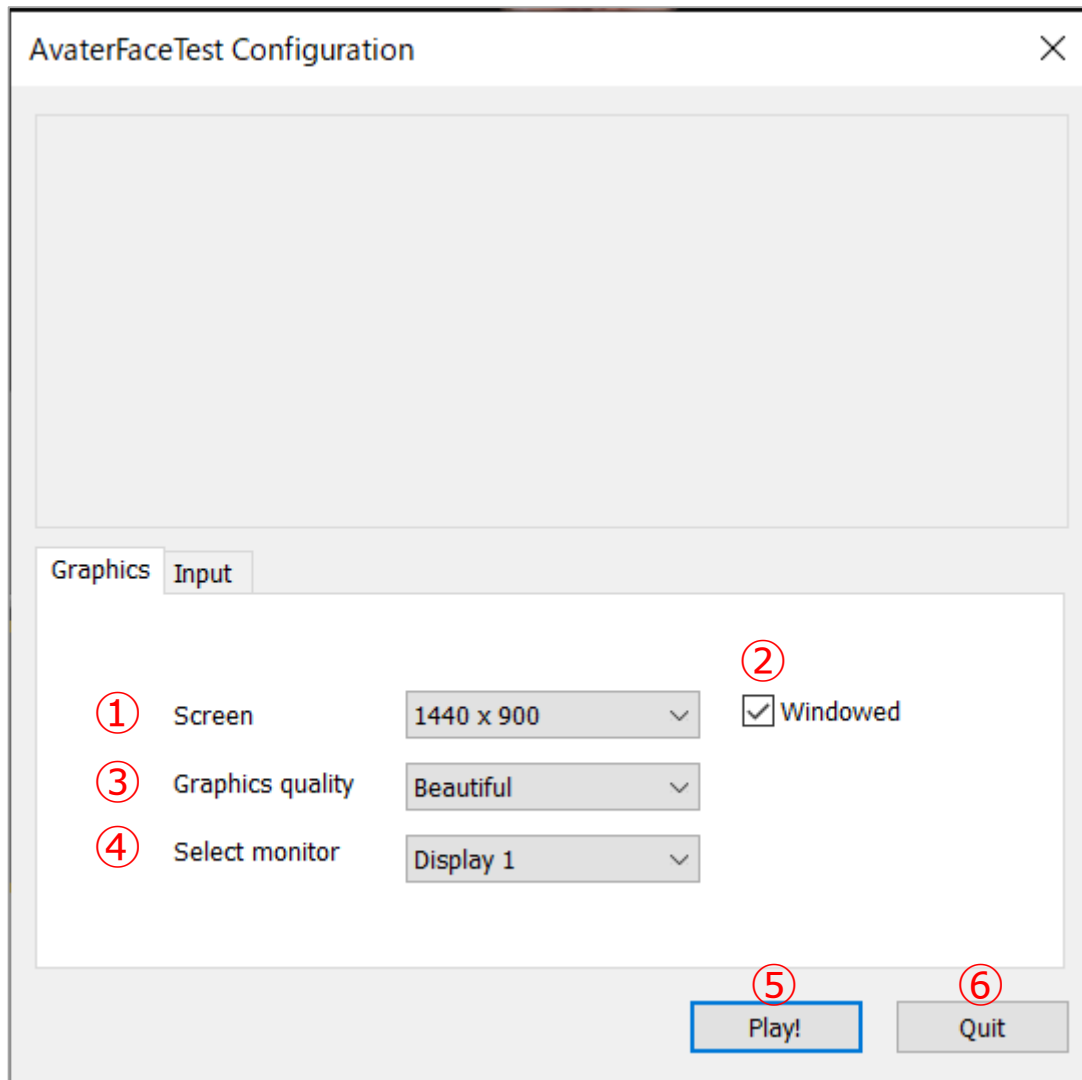 AvaterFaceTest Configuration
Graphics Input
②
① Screen 1440 x 900 Windowed
③ Graphics quality Beautiful
④ Select monitor Display 1
⑤ ⑥
Play! Quit